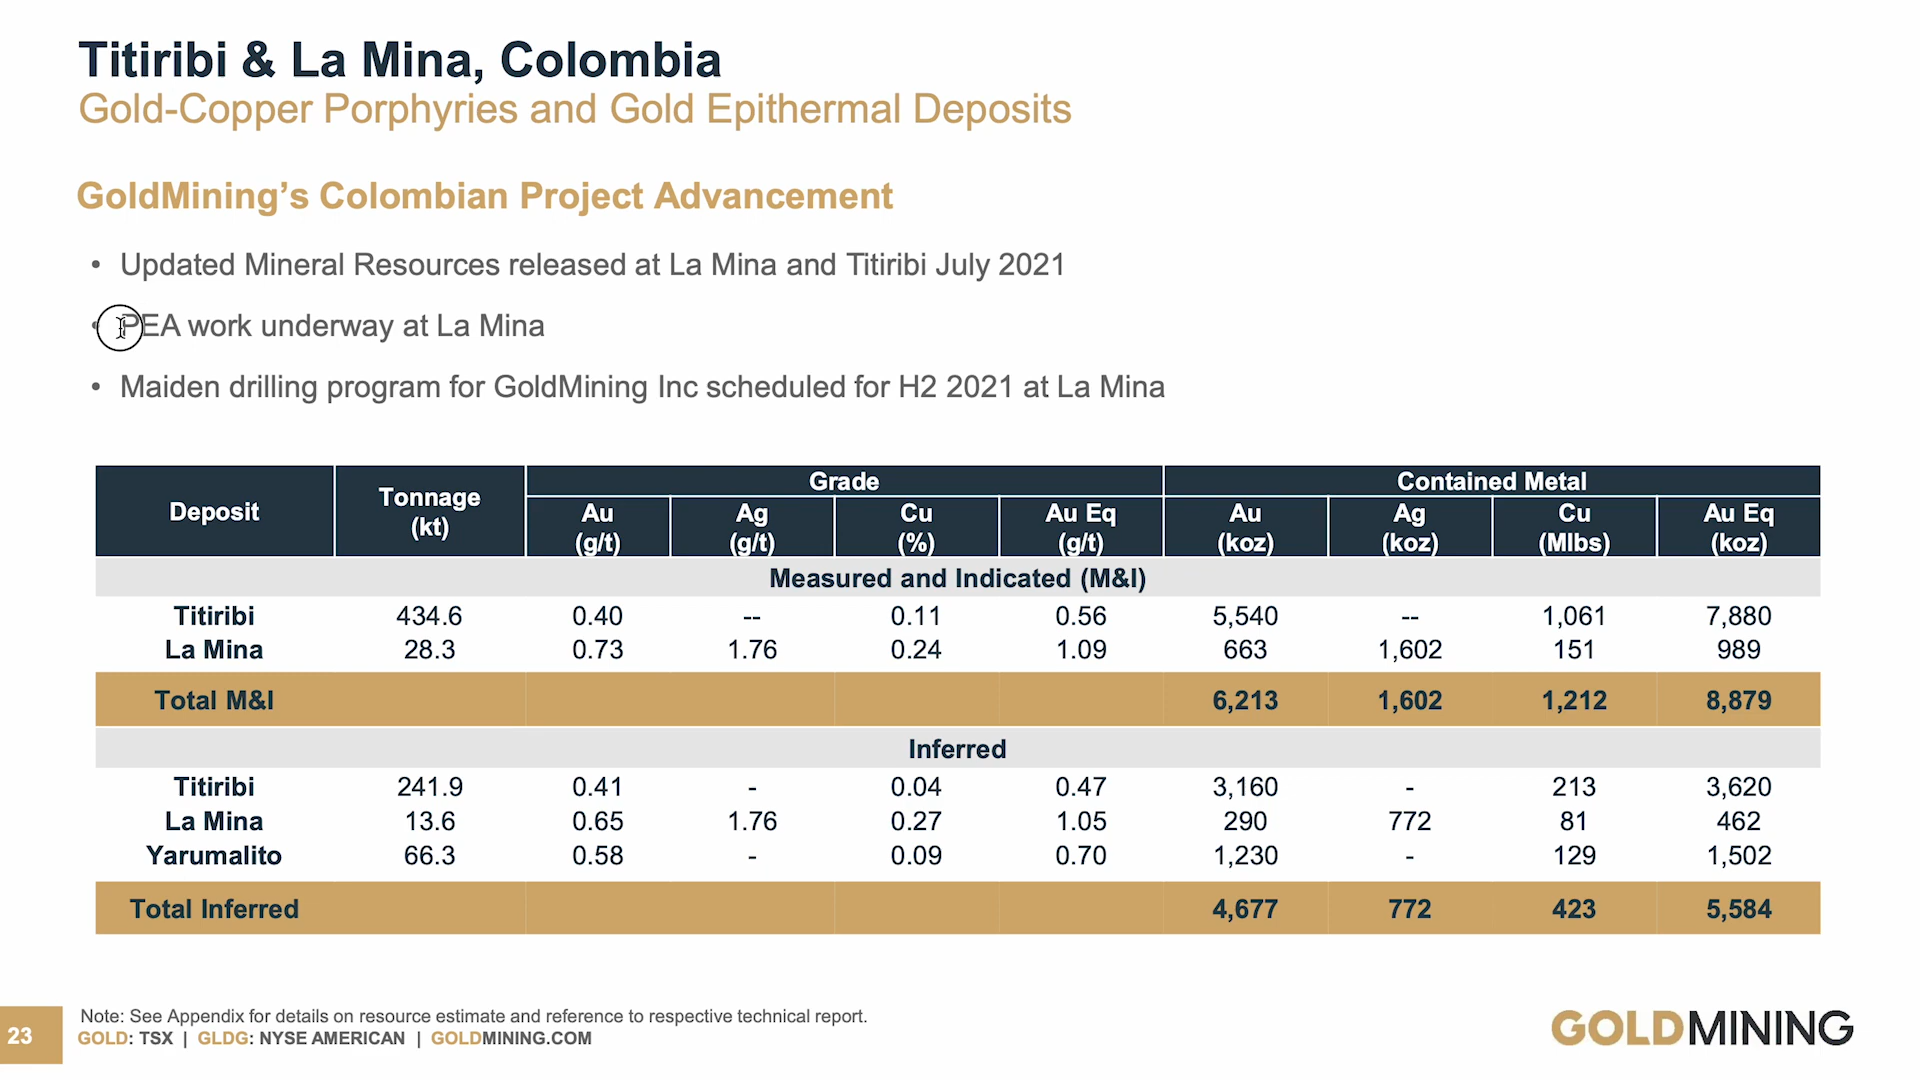 Titiribi & La Mina, Colombia
Gold-Copper Porphyries and Gold Epithermal Deposits
GoldMining’s Colombian Project Advancement
• Updated Mineral Resources released at La Mina and Titiribi July 2021
• PEA work underway at La Mina
• Maiden drilling program for GoldMining Inc scheduled for H2 2021 at La Mina
Deposit Tonnage (kt) Grade Contained Metal
Au (g/t) Ag (g/t) Cu (%) Au Eq (g/t) Au (koz) Ag (koz) Cu (Mlbs) Au Eq (koz)
Measured and Indicated (M&I)
Titiribi 434.6 0.40 -- 0.11 0.56 5,540 -- 1,061 7,880
La Mina 28.3 0.73 1.76 0.24 1.09 663 1,602 151 989
Total M&I 6,213 1,602 1,212 8,879
Inferred
Titiribi 241.9 0.41 - 0.04 0.47 3,160 - 213 3,620
La Mina 13.6 0.65 1.76 0.27 1.05 290 772 81 462
Yarumalito 66.3 0.58 - 0.09 0.70 1,230 - 129 1,502
Total Inferred 4,677 772 423 5,584
Note: See Appendix for details on resource estimate and reference to respective technical report.
23 GOLD: TSX | GLDG: NYSE AMERICAN | GOLDMINING.COM
GOLDMINING